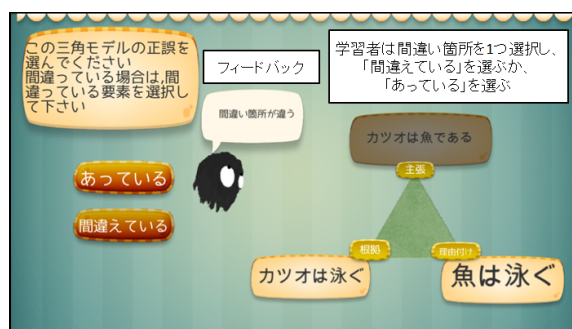 この三角モデルの正誤を
選んでください
間違っている場合は,間
違っている要素を選択し
て下さい
フィードバック
学習者は間違い箇所を1つ選択し、
「間違えている」を選ぶか、
「あっている」を選ぶ
間違い箇所が違う
あっている
間違えている
カツオは魚である
主張
根拠
理由付け
カツオは泳ぐ
魚は泳ぐ